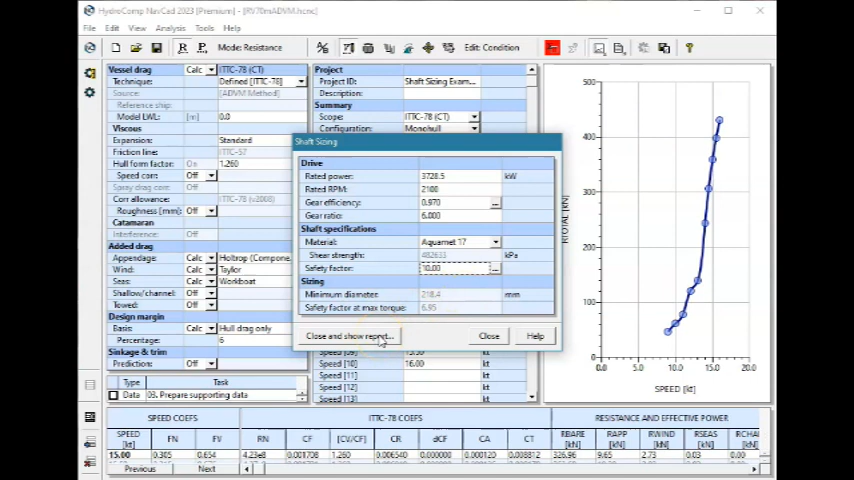 HydroComp NavCad 2023 [Premium] - [RV70mADVM.hcnc]
File Edit View Analysis Tools Help
Mode: Resistance
Edit: Condition
Vessel drag Calc ITTC-78 (CT)
Technique: Defined [ITTC-78]
Source: [ADVM Method]
Reference ship:
Model LWL: [m] 0.0
Viscous
Expansion: Standard
Friction line: ITTC-57
Hull form factor: On 1.260
Speed corr: Off
Spray drag corr: Off
Corr allowance: ITTC-78 (v2008)
Roughness [mm]: Off
Catamaran
Interference: Off
Added drag
Appendage: Calc Holtrop (Compone...
Wind: Calc Taylor
Seas: Calc Workboat
Shallow/channel: Off
Towed: Off
Design margin
Basis: Calc Hull drag only
Percentage: 6
Sinkage & trim
Prediction: Off
Type Task
Data 03. Prepare supporting data
Project
Project ID: Shaft Sizing Exam...
Description:
Summary
Scope: ITTC-78 (CT)
Configuration: Monohull
Shaft Sizing
Drive
Rated power: 3728.5 kW
Rated RPM: 2100
Gear efficiency: 0.970 ...
Gear ratio: 6.000
Shaft specifications
Material: Aquamet 17
Shear strength: 482633 kPa
Safety factor: 10.00 ...
Sizing
Minimum diameter: 218.4 mm
Safety factor at max torque: 6.95
Close and show report... Close Help
Speed [10] 16.00
Speed [11]
Speed [12]
Speed [13]
RTOTAL [kN]
500
400
300
200
100
0
0.0 5.0 10.0 15.0 20.0
SPEED [kt]
SPEED COEFS ITTC-78 COEFS RESISTANCE AND EFFECTIVE POWER
SPEED [kt] FN FV RN CF [CV/CF] CR dCF CA CT RBARE [kN] RAPP [kN] RWIND [kN] RSEAS [kN] RCHA [kN]
15.00 0.305 0.654 4.23e8 0.001708 1.260 0.006540 0.000000 0.000120 0.008812 326.96 9.65 2.73 0.03 0.00
Previous Next